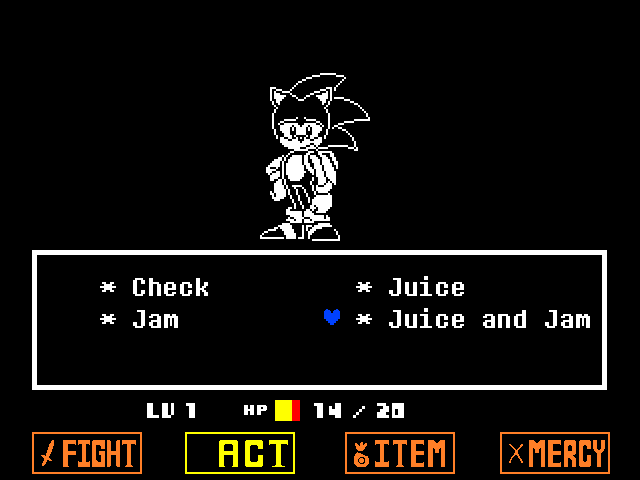 * Check * Juice
* Jam * Juice and Jam
LV 1 HP 14 / 20
FIGHT ACT ITEM MERCY